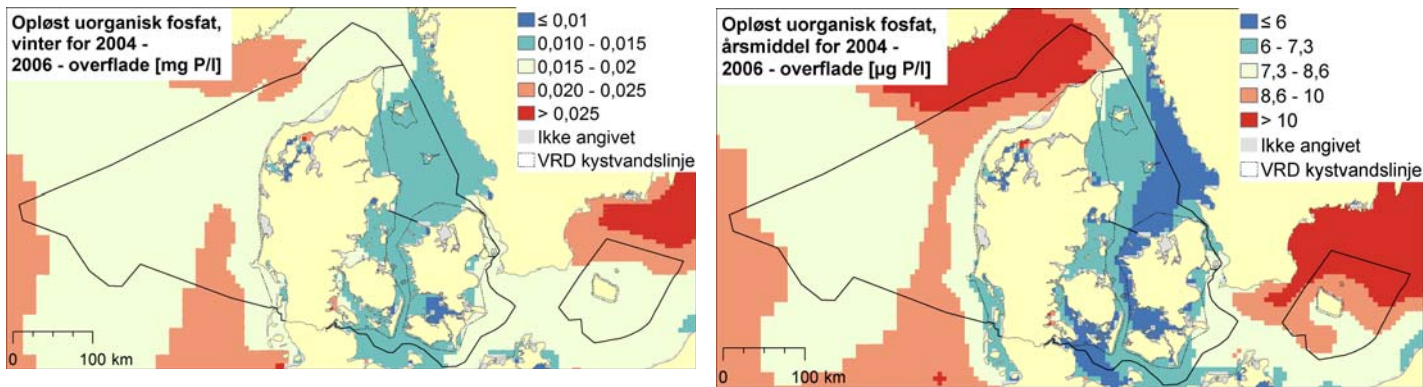 Opløst uorganisk fosfat,
vinter for 2004 -
2006 - overflade [mg P/l]
≤ 0,01
0,010 - 0,015
0,015 - 0,02
0,020 - 0,025
> 0,025
Ikke angivet
VRD kystvandslinje
0 100 km
Opløst uorganisk fosfat,
årsmiddel for 2004 -
2006 - overflade [µg P/l]
≤ 6
6 - 7,3
7,3 - 8,6
8,6 - 10
> 10
Ikke angivet
VRD kystvandslinje
0 100 km